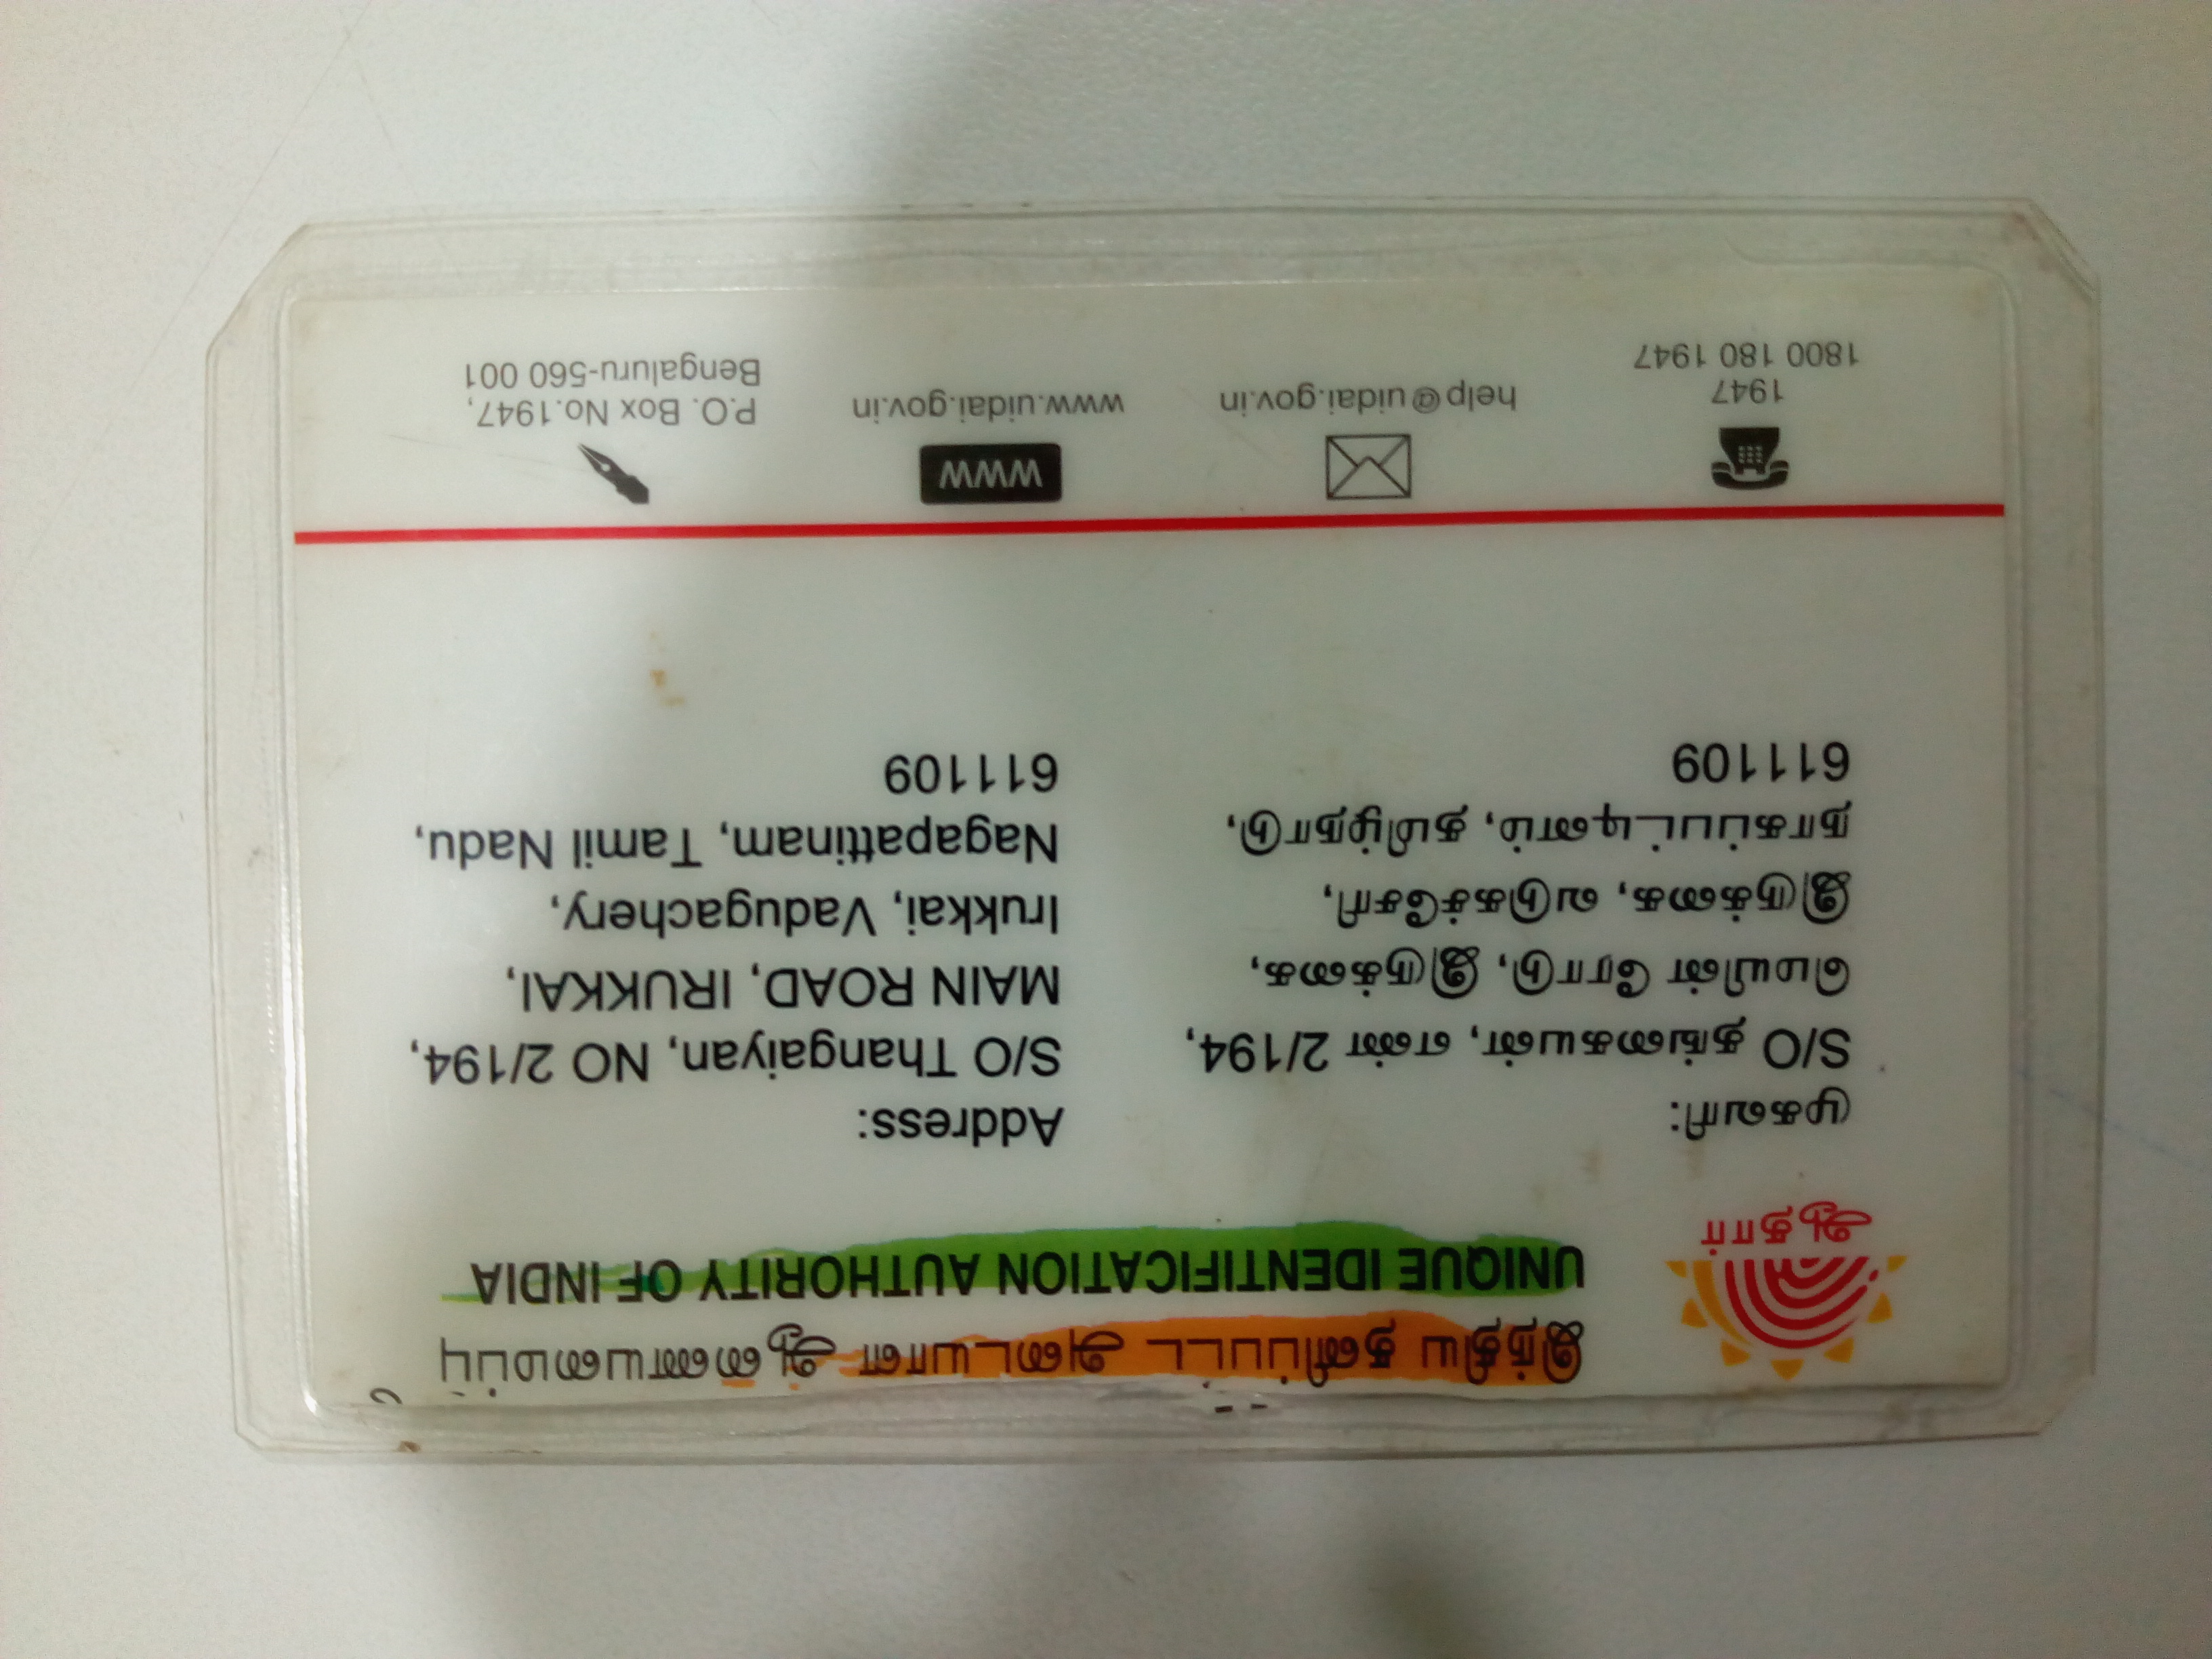 இந்திய தனிப்பட்ட அடையாள ஆணையமைப்பு
UNIQUE IDENTIFICATION AUTHORITY OF INDIA
ஆதார்
முகவரி:
S/O தங்கையன், எண் 2/194,
மெயின் ரோடு, இருக்கை,
இருக்கை, வடுகச்சேரி,
நாகப்பட்டினம், தமிழ்நாடு,
611109
Address:
S/O Thangaiyan, NO 2/194,
MAIN ROAD, IRUKKAI,
Irukkai, Vadugachery,
Nagapattinam, Tamil Nadu,
611109
1947
1800 180 1947
help@uidai.gov.in
WWW
www.uidai.gov.in
P.O. Box No.1947,
Bengaluru-560 001